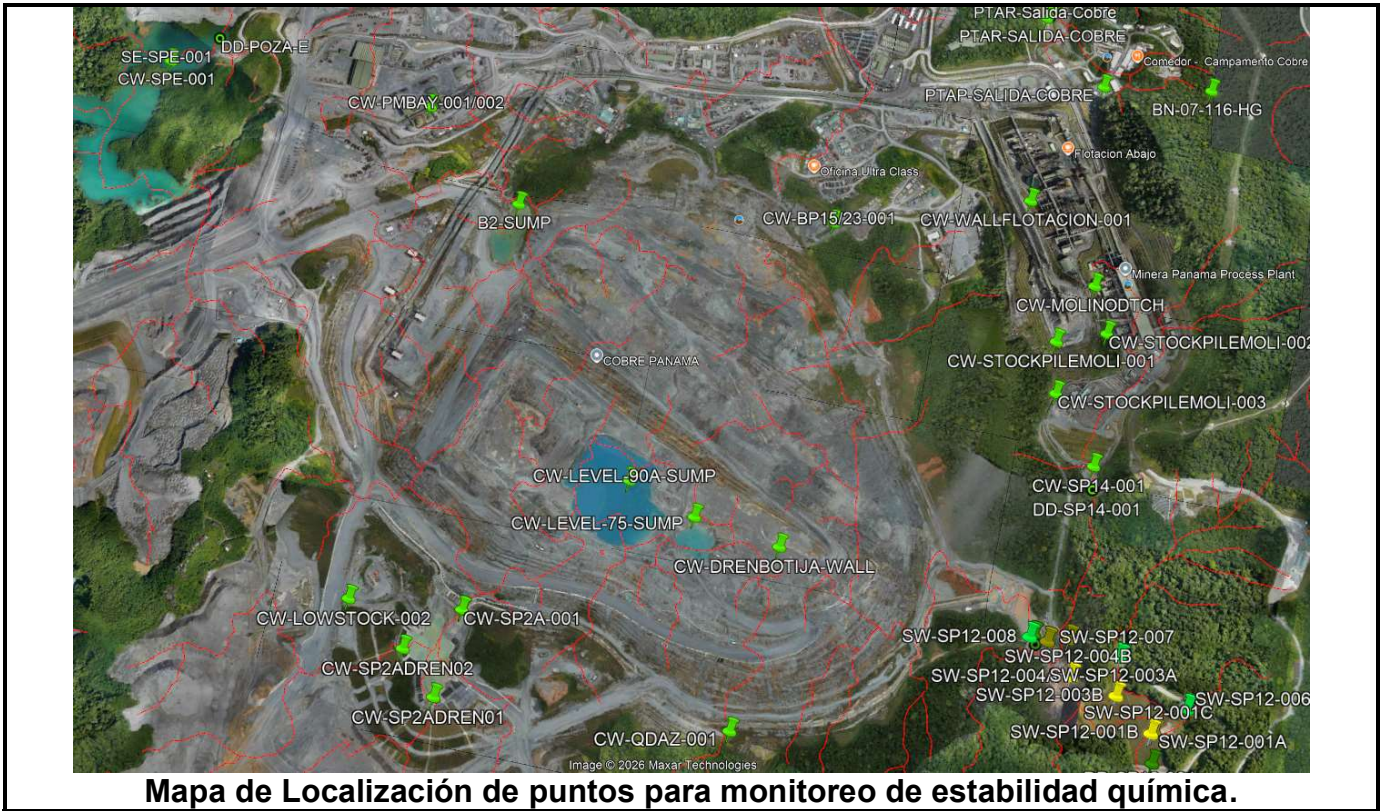 PTAR-Salida-Cobre
PTAR-SALIDA-COBRE
DD-POZA-E
SE-SPE-001
CW-SPE-001
Comedor - Campamento Cobre
CW-PMBAY-001/002
PTAP-SALIDA-COBRE
BN-07-116-HG
Flotacion Abajo
Oficina Ultra Class
B2-SUMP
CW-BP15/23-001
CW-WALLFLOTACION-001
Minera Panama Process Plant
CW-MOLINODTCH
CW-STOCKPILEMOLI-002
CW-STOCKPILEMOLI-001
COBRE PANAMA
CW-STOCKPILEMOLI-003
CW-LEVEL-90A-SUMP
CW-SP14-001
DD-SP14-001
CW-LEVEL-75-SUMP
CW-DRENBOTIJA-WALL
CW-LOWSTOCK-002
CW-SP2A-001
SW-SP12-008
SW-SP12-007
SW-SP12-004B
CW-SP2ADREN02
SW-SP12-004/SW-SP12-003A
SW-SP12-003B
SW-SP12-006
SW-SP12-001C
CW-SP2ADREN01
SW-SP12-001B
CW-QDAZ-001
SW-SP12-001A
Image © 2026 Maxar Technologies
Mapa de Localización de puntos para monitoreo de estabilidad química.